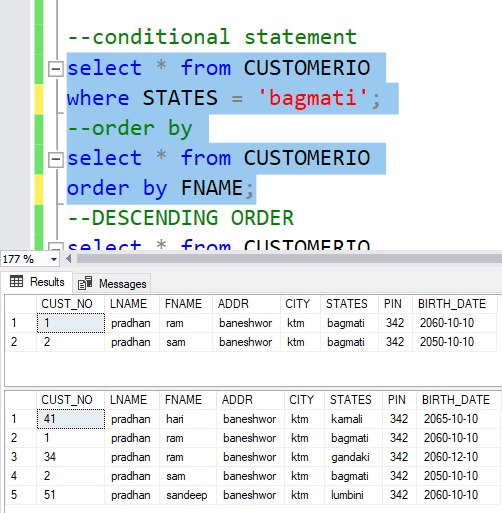 --conditional statement
select * from CUSTOMERIO
where STATES = 'bagmati';
--order by
select * from CUSTOMERIO
order by FNAME;
--DESCENDING ORDER
select * from CUSTOMERIO
177 %
Results Messages
CUST_NO LNAME FNAME ADDR CITY STATES PIN BIRTH_DATE
1 1 pradhan ram baneshwor ktm bagmati 342 2060-10-10
2 2 pradhan sam baneshwor ktm bagmati 342 2050-10-10
CUST_NO LNAME FNAME ADDR CITY STATES PIN BIRTH_DATE
1 41 pradhan hari baneshwor ktm karnali 342 2065-10-10
2 1 pradhan ram baneshwor ktm bagmati 342 2060-10-10
3 34 pradhan ram baneshwor ktm gandaki 342 2060-12-10
4 2 pradhan sam baneshwor ktm bagmati 342 2050-10-10
5 51 pradhan sandeep baneshwor ktm lumbini 342 2060-10-10